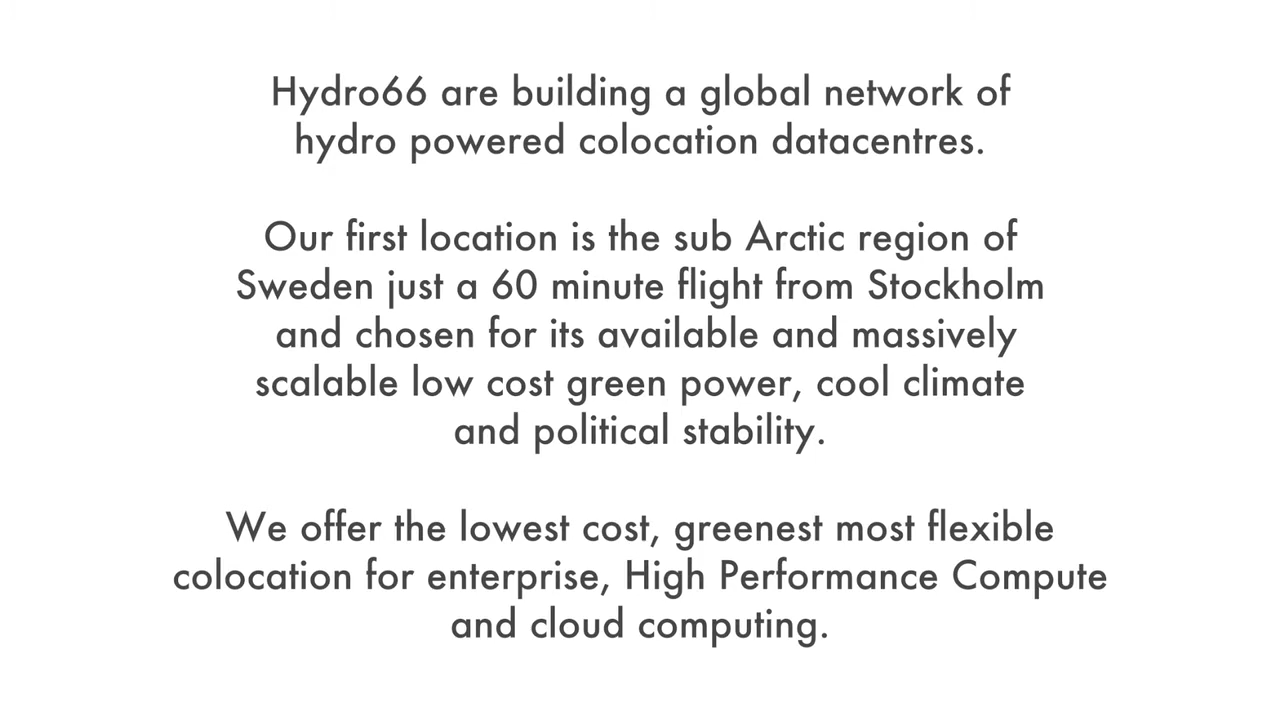 Hydro66 are building a global network of
hydro powered colocation datacentres.
Our first location is the sub Arctic region of
Sweden just a 60 minute flight from Stockholm
and chosen for its available and massively
scalable low cost green power, cool climate
and political stability.
We offer the lowest cost, greenest most flexible
colocation for enterprise, High Performance Compute
and cloud computing.